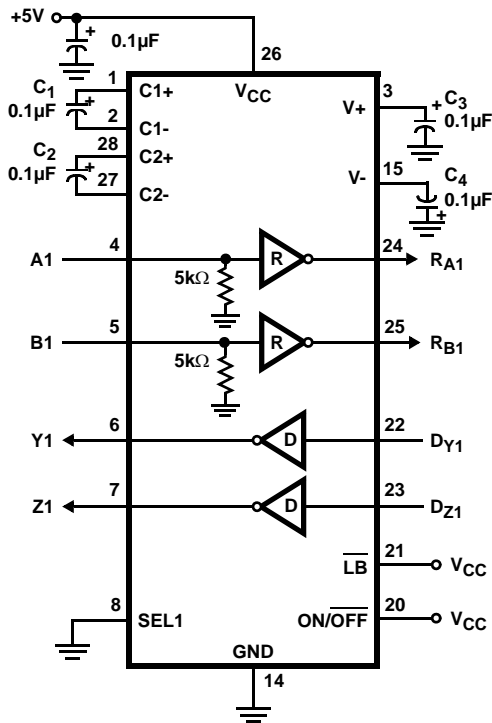 +5V
+
0.1µF
26
C1
0.1µF
+
1
C1+
VCC
2
C1-
3
V+
+
C3
0.1µF
C2
0.1µF
+
28
C2+
27
C2-
15
V-
C4
0.1µF
+
A1
4
5kΩ
R
24
RA1
B1
5
5kΩ
R
25
RB1
Y1
6
D
22
DY1
Z1
7
D
23
DZ1
L̅B̅
21
VCC
8
SEL1
ON/O̅F̅F̅
20
VCC
GND
14